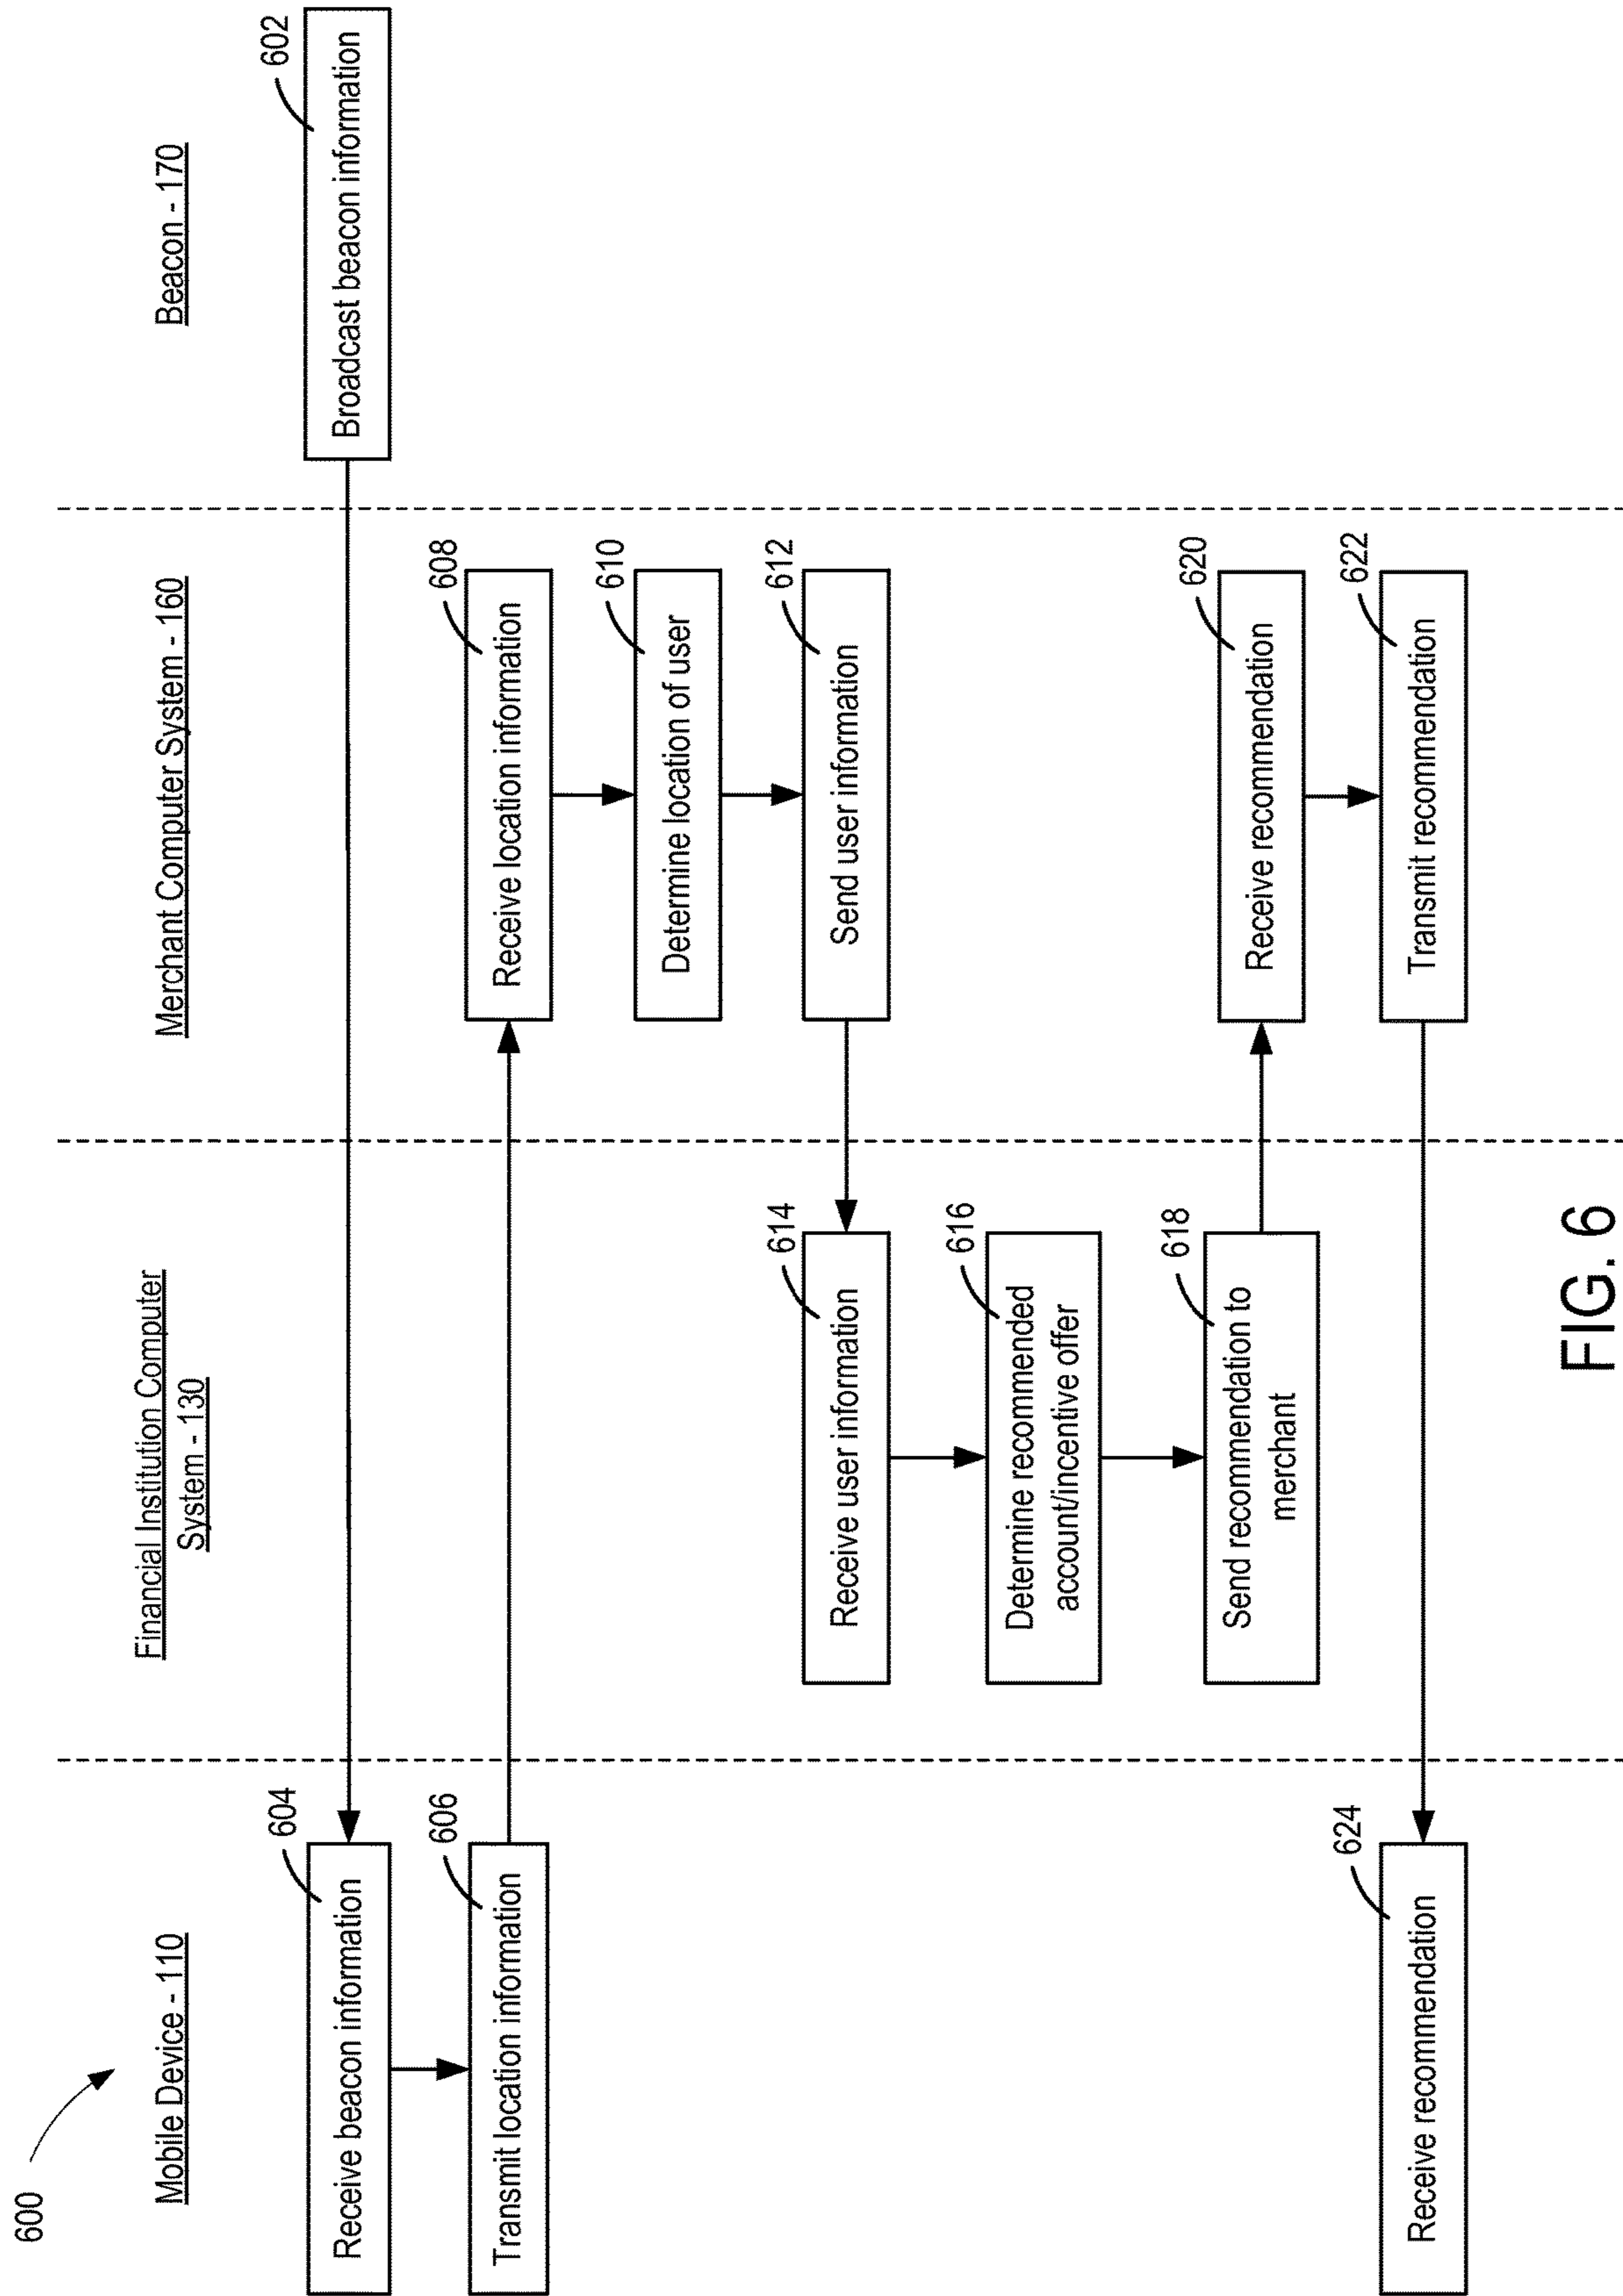 600
Mobile Device - 110
Financial Institution Computer
System - 130
Merchant Computer System - 160
Beacon - 170
602
Broadcast beacon information
604
Receive beacon information
606
Transmit location information
608
Receive location information
610
Determine location of user
612
Send user information
614
Receive user information
616
Determine recommended
account/incentive offer
618
Send recommendation to
merchant
620
Receive recommendation
622
Transmit recommendation
624
Receive recommendation
FIG. 6